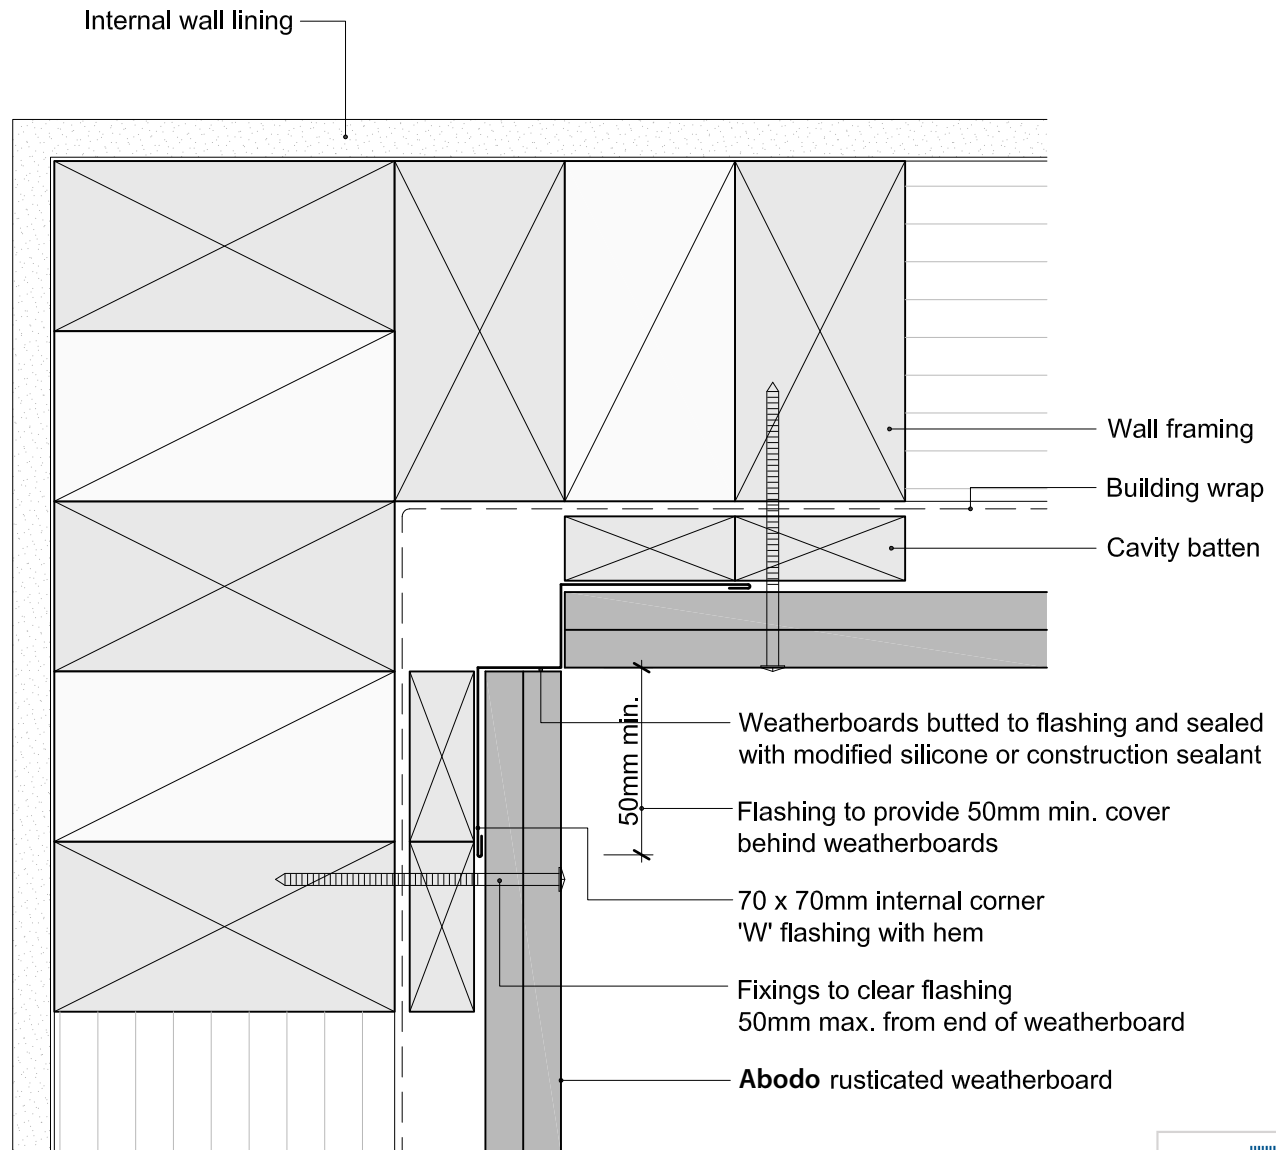 Internal wall lining
Wall framing
Building wrap
Cavity batten
50mm min.
Weatherboards butted to flashing and sealed
with modified silicone or construction sealant
Flashing to provide 50mm min. cover
behind weatherboards
70 x 70mm internal corner
'W' flashing with hem
Fixings to clear flashing
50mm max. from end of weatherboard
Abodo rusticated weatherboard